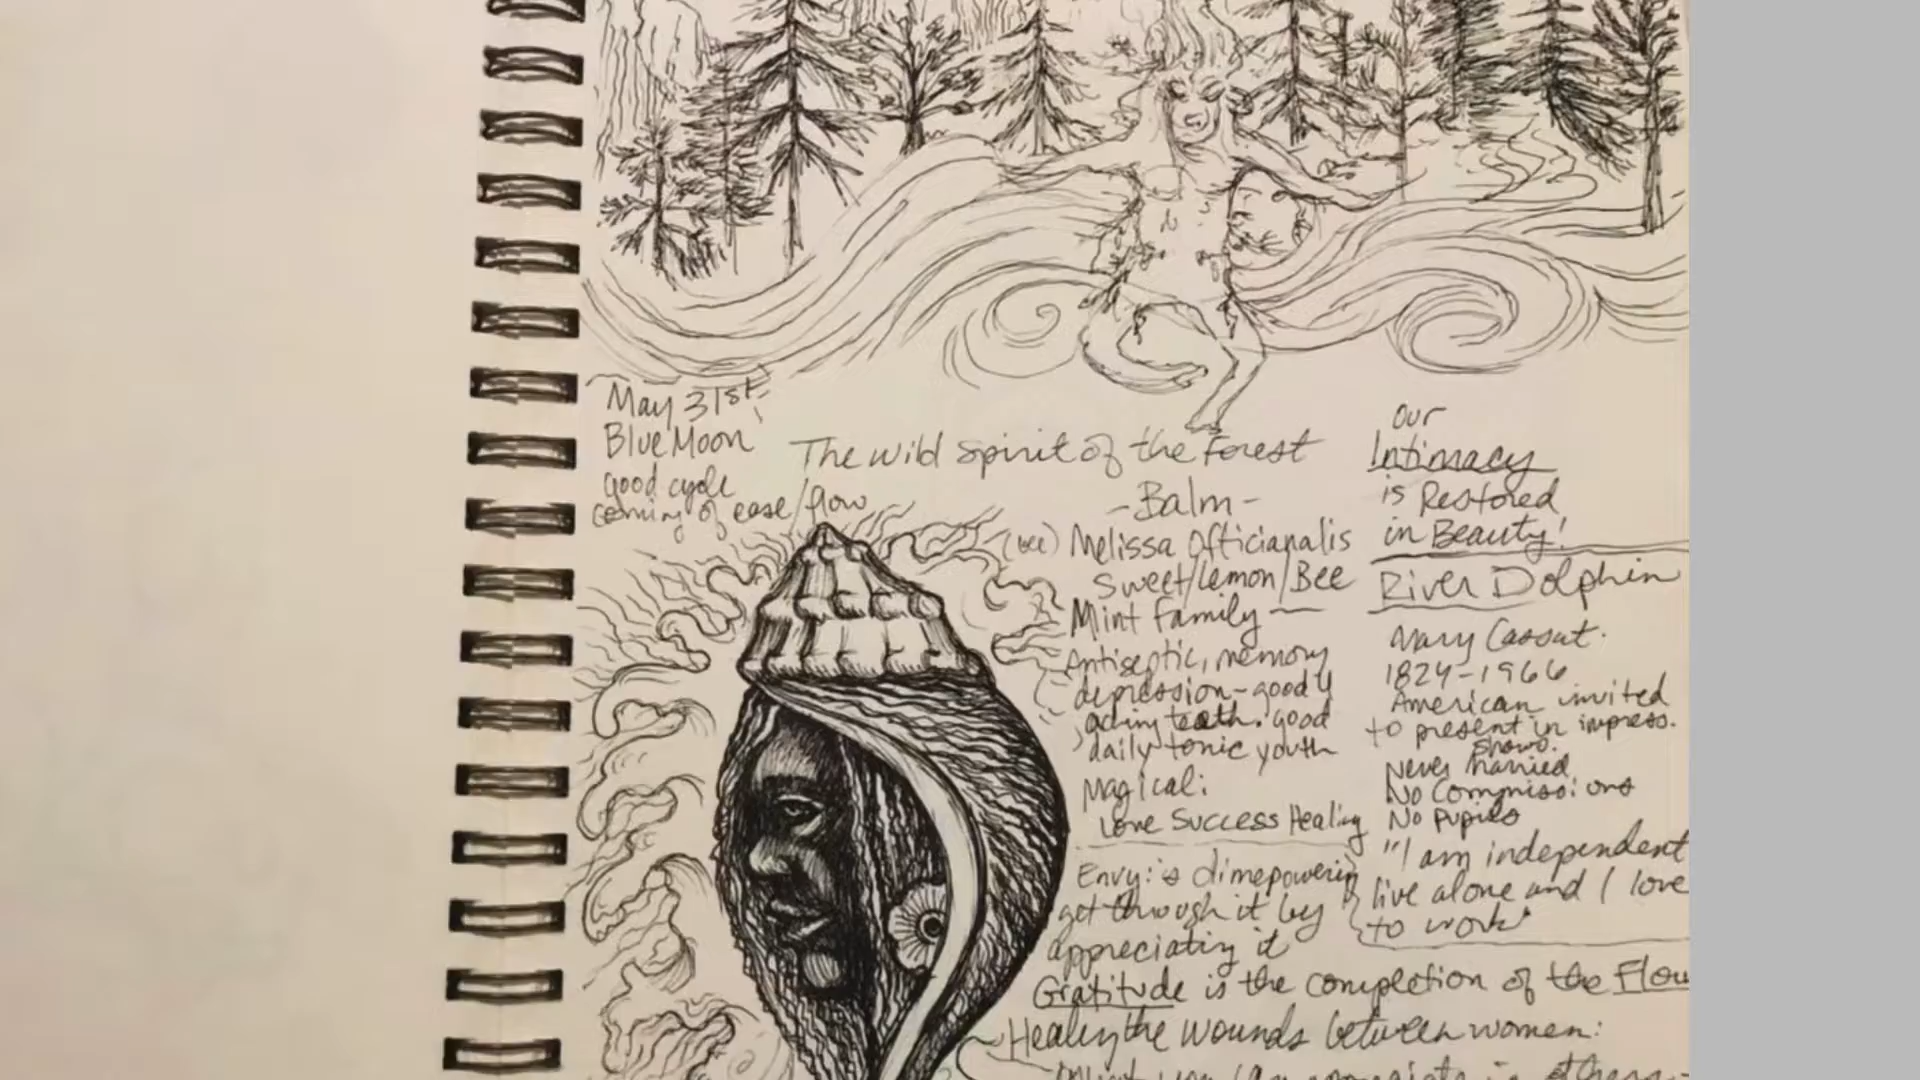 May 31st
Blue Moon
good cycle
coming of ease/flow
The wild spirit of the Forest
-Balm-
(bee) Melissa Officianalis
Sweet/Lemon/Bee
Mint Family —
Antiseptic, memory
depression - good 4
aching teeth. good
daily tonic youth
Magical:
Love Success Healing
Envy: is dimepowering
get through it by
appreciating it
Gratitude is the completion of the Flow
Healing the wounds between women:
our
Intimacy
is Restored
in Beauty!
River Dolphin
Mary Cassat.
1824-1966
American invited
to present in impress.
shows.
Never married
No Commissions
No Pupils
"I am independent
live alone and I love
to work"